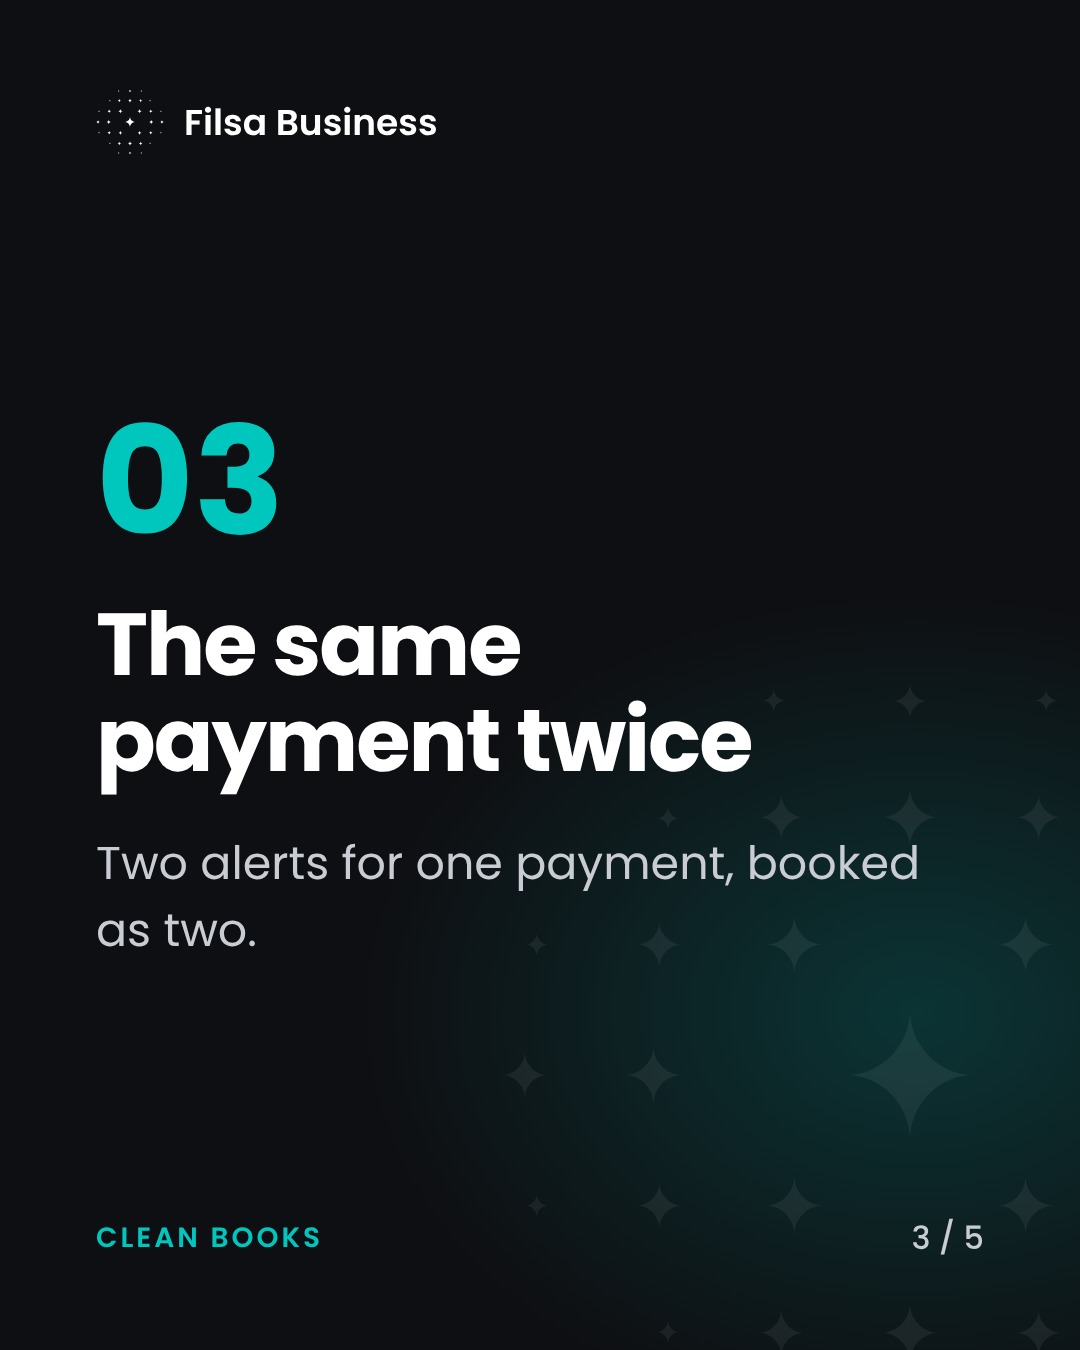 Filsa Business
03
The same
payment twice
Two alerts for one payment, booked
as two.
CLEAN BOOKS
3 / 5